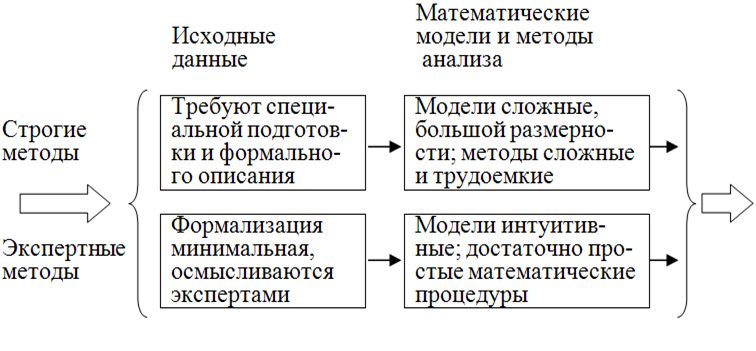 Исходные
данные
Математические
модели и методы
анализа
Строгие
методы
Требуют специ-
альной подготов-
ки и формально-
го описания
Модели сложные,
большой размерно-
сти; методы сложные
и трудоемкие
Экспертные
методы
Формализация
минимальная,
осмысливаются
экспертами
Модели интуитив-
ные; достаточно про-
стые математические
процедуры